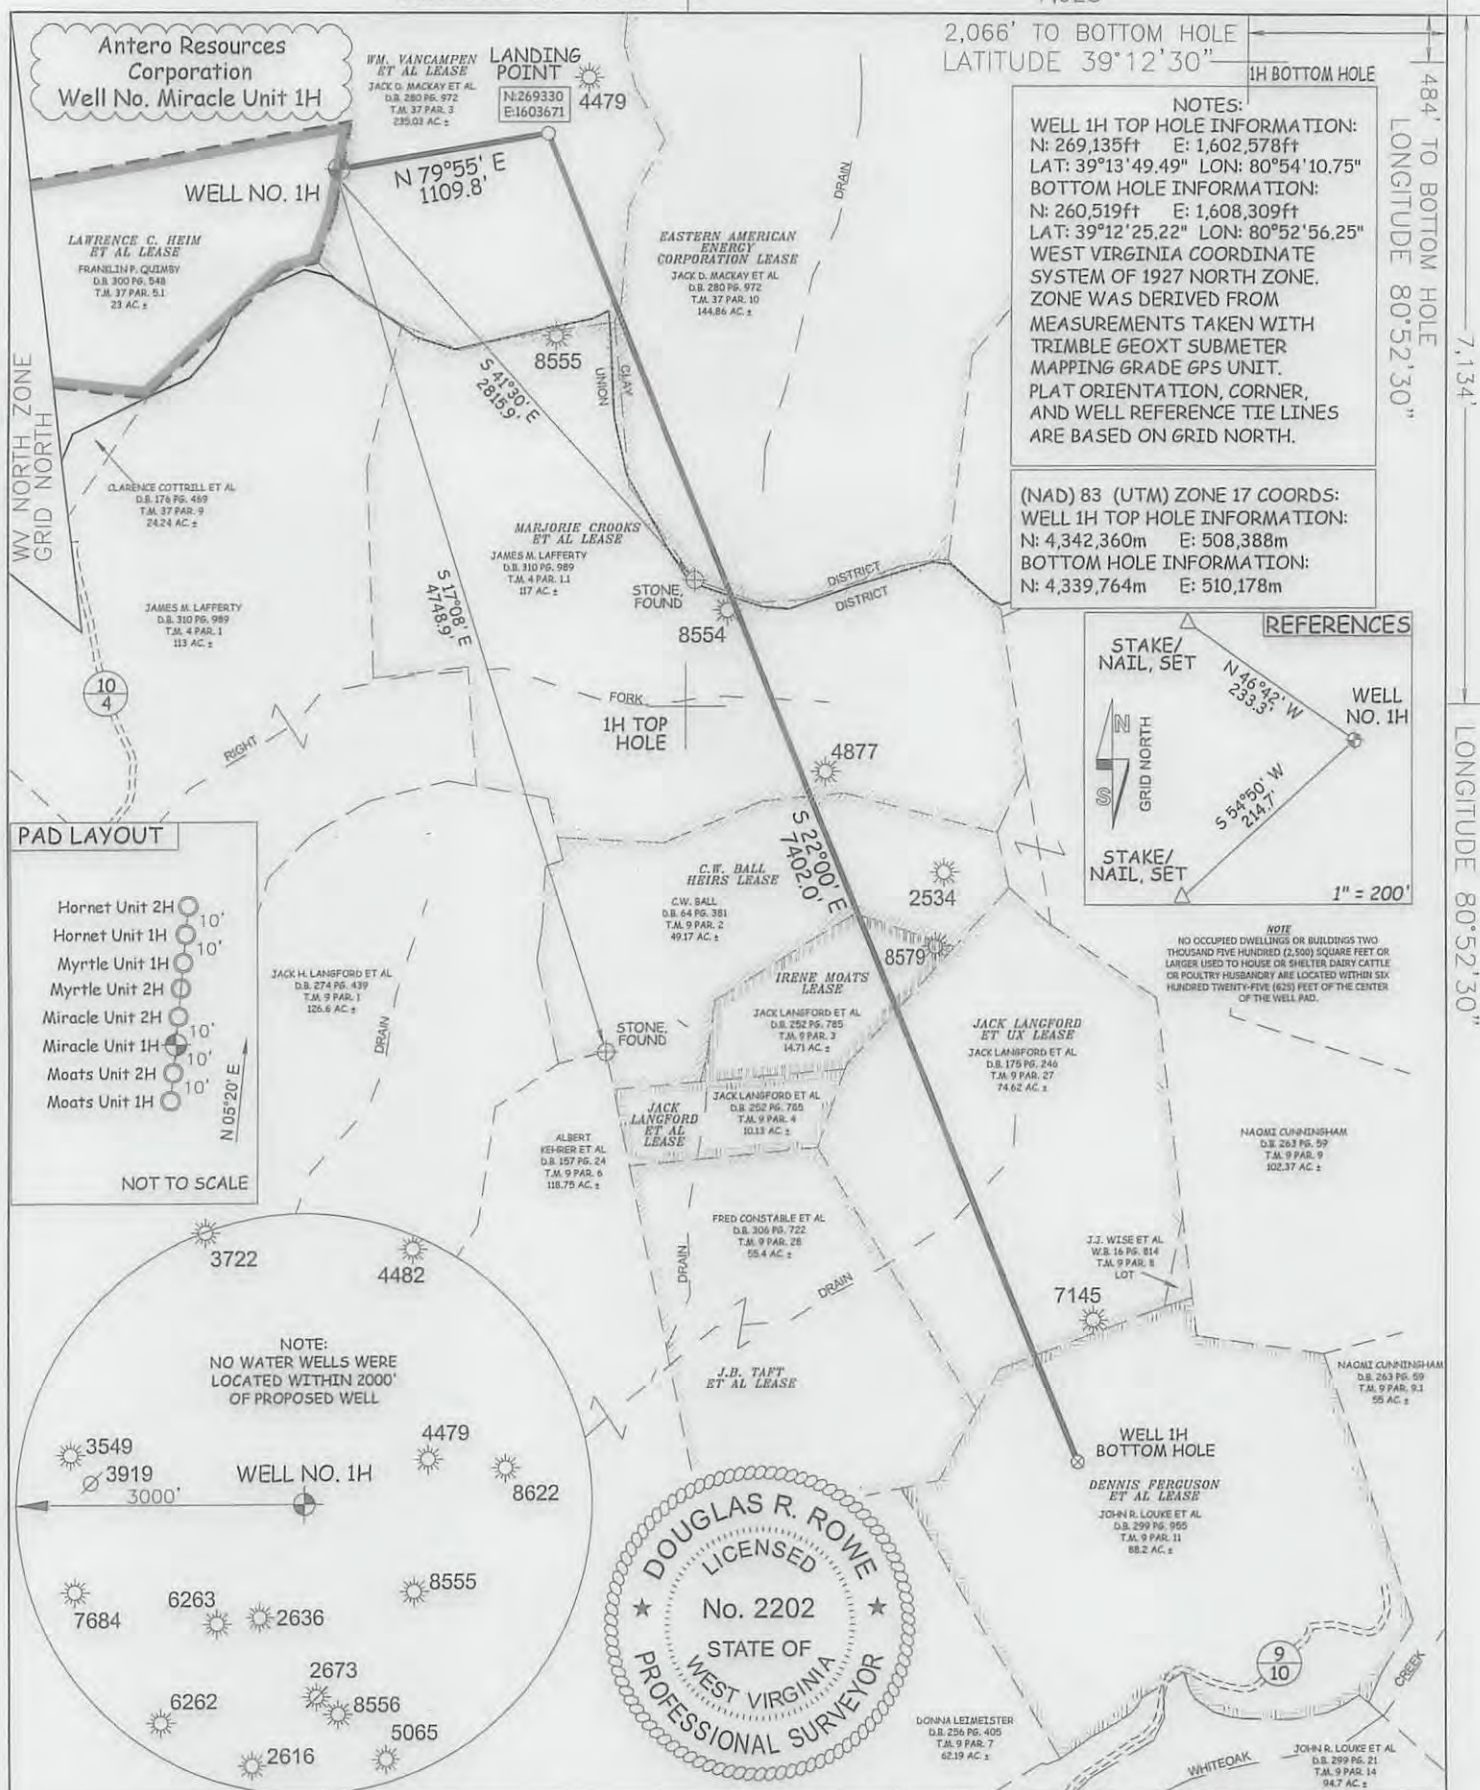 2,066' TO BOTTOM HOLE
LATITUDE 39°12'30"
1H BOTTOM HOLE
484' TO BOTTOM HOLE
LONGITUDE 80°52'30"
7,134'
LONGITUDE 80°52'30"
Antero Resources
Corporation
Well No. Miracle Unit 1H
WM. VANCAMPEN
ET AL LEASE
JACK D. MACKAY ET AL
D.B. 280 PG. 972
T.M. 37 PAR. 3
235.03 AC. ±
LANDING
POINT
N:269330
E:1603671
4479
N 79°55' E
1109.8'
WELL NO. 1H
LAWRENCE C. HEIM
ET AL LEASE
FRANKLIN P. QUIMBY
D.B. 300 PG. 548
T.M. 37 PAR. 5.1
23 AC. ±
EASTERN AMERICAN
ENERGY
CORPORATION LEASE
JACK D. MACKAY ET AL
D.B. 280 PG. 972
T.M. 37 PAR. 10
144.86 AC. ±
DRAIN
NOTES:
WELL 1H TOP HOLE INFORMATION:
N: 269,135ft E: 1,602,578ft
LAT: 39°13'49.49" LON: 80°54'10.75"
BOTTOM HOLE INFORMATION:
N: 260,519ft E: 1,608,309ft
LAT: 39°12'25.22" LON: 80°52'56.25"
WEST VIRGINIA COORDINATE
SYSTEM OF 1927 NORTH ZONE.
ZONE WAS DERIVED FROM
MEASUREMENTS TAKEN WITH
TRIMBLE GEOXT SUBMETER
MAPPING GRADE GPS UNIT.
PLAT ORIENTATION, CORNER,
AND WELL REFERENCE TIE LINES
ARE BASED ON GRID NORTH.
(NAD) 83 (UTM) ZONE 17 COORDS:
WELL 1H TOP HOLE INFORMATION:
N: 4,342,360m E: 508,388m
BOTTOM HOLE INFORMATION:
N: 4,339,764m E: 510,178m
8555
S 41°30' E
2815.9'
UNION
CLAY
WV NORTH ZONE
GRID NORTH
CLARENCE COTTRILL ET AL
D.B. 176 PG. 469
T.M. 37 PAR. 9
24.24 AC. ±
MARJORIE CROOKS
ET AL LEASE
JAMES M. LAFFERTY
D.B. 310 PG. 989
T.M. 4 PAR. 1.1
117 AC. ±
STONE,
FOUND
DISTRICT
DISTRICT
8554
S 17°08' E
4748.9'
JAMES M. LAFFERTY
D.B. 310 PG. 989
T.M. 4 PAR. 1
113 AC. ±
10
4
RIGHT
FORK
1H TOP
HOLE
REFERENCES
STAKE/
NAIL, SET
N 46°42' W
233.3'
WELL
NO. 1H
N
S
GRID NORTH
S 54°50' W
214.7'
STAKE/
NAIL, SET
1" = 200'
4877
S 22°00' E
7402.0'
PAD LAYOUT
Hornet Unit 2H
10'
Hornet Unit 1H
10'
Myrtle Unit 1H
Myrtle Unit 2H
Miracle Unit 2H
10'
Miracle Unit 1H
10'
Moats Unit 2H
10'
Moats Unit 1H
N 05°20' E
NOT TO SCALE
C.W. BALL
HEIRS LEASE
C.W. BALL
D.B. 64 PG. 381
T.M. 9 PAR. 2
49.17 AC. ±
2534
8579
NOTE
NO OCCUPIED DWELLINGS OR BUILDINGS TWO
THOUSAND FIVE HUNDRED (2,500) SQUARE FEET OR
LARGER USED TO HOUSE OR SHELTER DAIRY CATTLE
OR POULTRY HUSBANDRY ARE LOCATED WITHIN SIX
HUNDRED TWENTY-FIVE (625) FEET OF THE CENTER
OF THE WELL PAD.
JACK H. LANGFORD ET AL
D.B. 274 PG. 439
T.M. 9 PAR. 1
126.6 AC. ±
DRAIN
IRENE MOATS
LEASE
JACK LANGFORD ET AL
D.B. 252 PG. 785
T.M. 9 PAR. 3
14.71 AC. ±
STONE,
FOUND
JACK LANGFORD
ET UX LEASE
JACK LANGFORD ET AL
D.B. 175 PG. 246
T.M. 9 PAR. 27
74.62 AC. ±
JACK
LANGFORD
ET AL
LEASE
JACK LANGFORD ET AL
D.B. 252 PG. 785
T.M. 9 PAR. 4
10.13 AC. ±
ALBERT
KEHRER ET AL
D.B. 157 PG. 24
T.M. 9 PAR. 6
118.75 AC. ±
NAOMI CUNNINGHAM
D.B. 263 PG. 59
T.M. 9 PAR. 9
102.37 AC. ±
FRED CONSTABLE ET AL
D.B. 306 PG. 722
T.M. 9 PAR. 28
55.4 AC. ±
DRAIN
DRAIN
J.J. WISE ET AL
W.B. 16 PG. 814
T.M. 9 PAR. 8
LOT
7145
J.B. TAFT
ET AL LEASE
NAOMI CUNNINGHAM
D.B. 263 PG. 59
T.M. 9 PAR. 9.1
55 AC. ±
3722
4482
NOTE:
NO WATER WELLS WERE
LOCATED WITHIN 2000'
OF PROPOSED WELL
3549
3919
3000'
WELL NO. 1H
4479
8622
7684
6263
2636
8555
2673
8556
6262
5065
2616
WELL 1H
BOTTOM HOLE
DENNIS FERGUSON
ET AL LEASE
JOHN R. LOUKE ET AL
D.B. 299 PG. 955
T.M. 9 PAR. 11
88.2 AC. ±
DOUGLAS R. ROWE
LICENSED
No. 2202
STATE OF
WEST VIRGINIA
PROFESSIONAL SURVEYOR
9
10
CREEK
WHITEOAK
DONNA LEIMEISTER
D.B. 256 PG. 405
T.M. 9 PAR. 7
62.19 AC. ±
JOHN R. LOUKE ET AL
D.B. 299 PG. 21
T.M. 9 PAR. 14
94.7 AC. ±